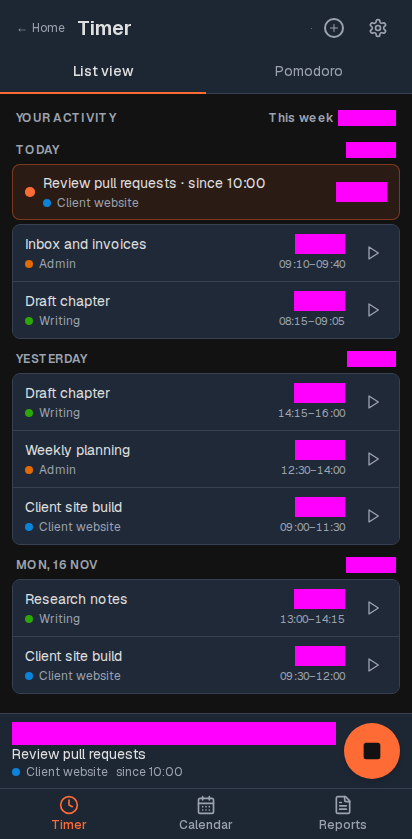 ← Home Timer
List view Pomodoro
YOUR ACTIVITY This week
TODAY
Review pull requests · since 10:00
Client website
Inbox and invoices
Admin 09:10–09:40
Draft chapter
Writing 08:15–09:05
YESTERDAY
Draft chapter
Writing 14:15–16:00
Weekly planning
Admin 12:30–14:00
Client site build
Client website 09:00–11:30
MON, 16 NOV
Research notes
Writing 13:00–14:15
Client site build
Client website 09:30–12:00
Review pull requests
Client website since 10:00
Timer Calendar Reports